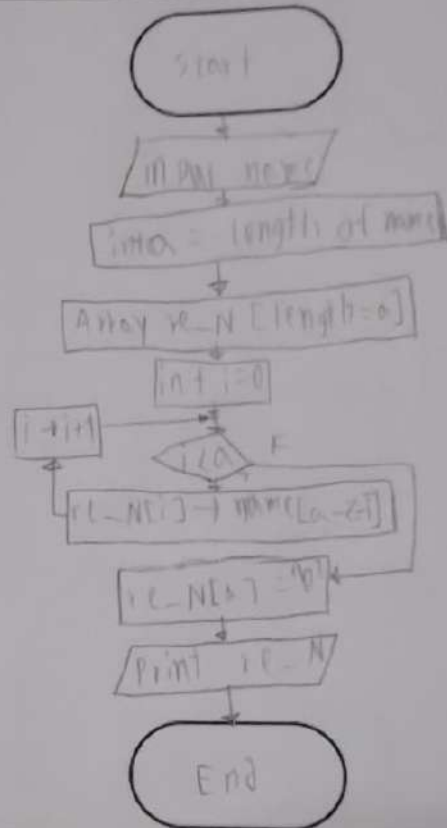 start
input name
int a = length of name
Array re_N [length=a]
int i=0
i→i+1
i<a
F
re_N[i] → name[a-2-i]
re_N[a] =
Print re_N
End